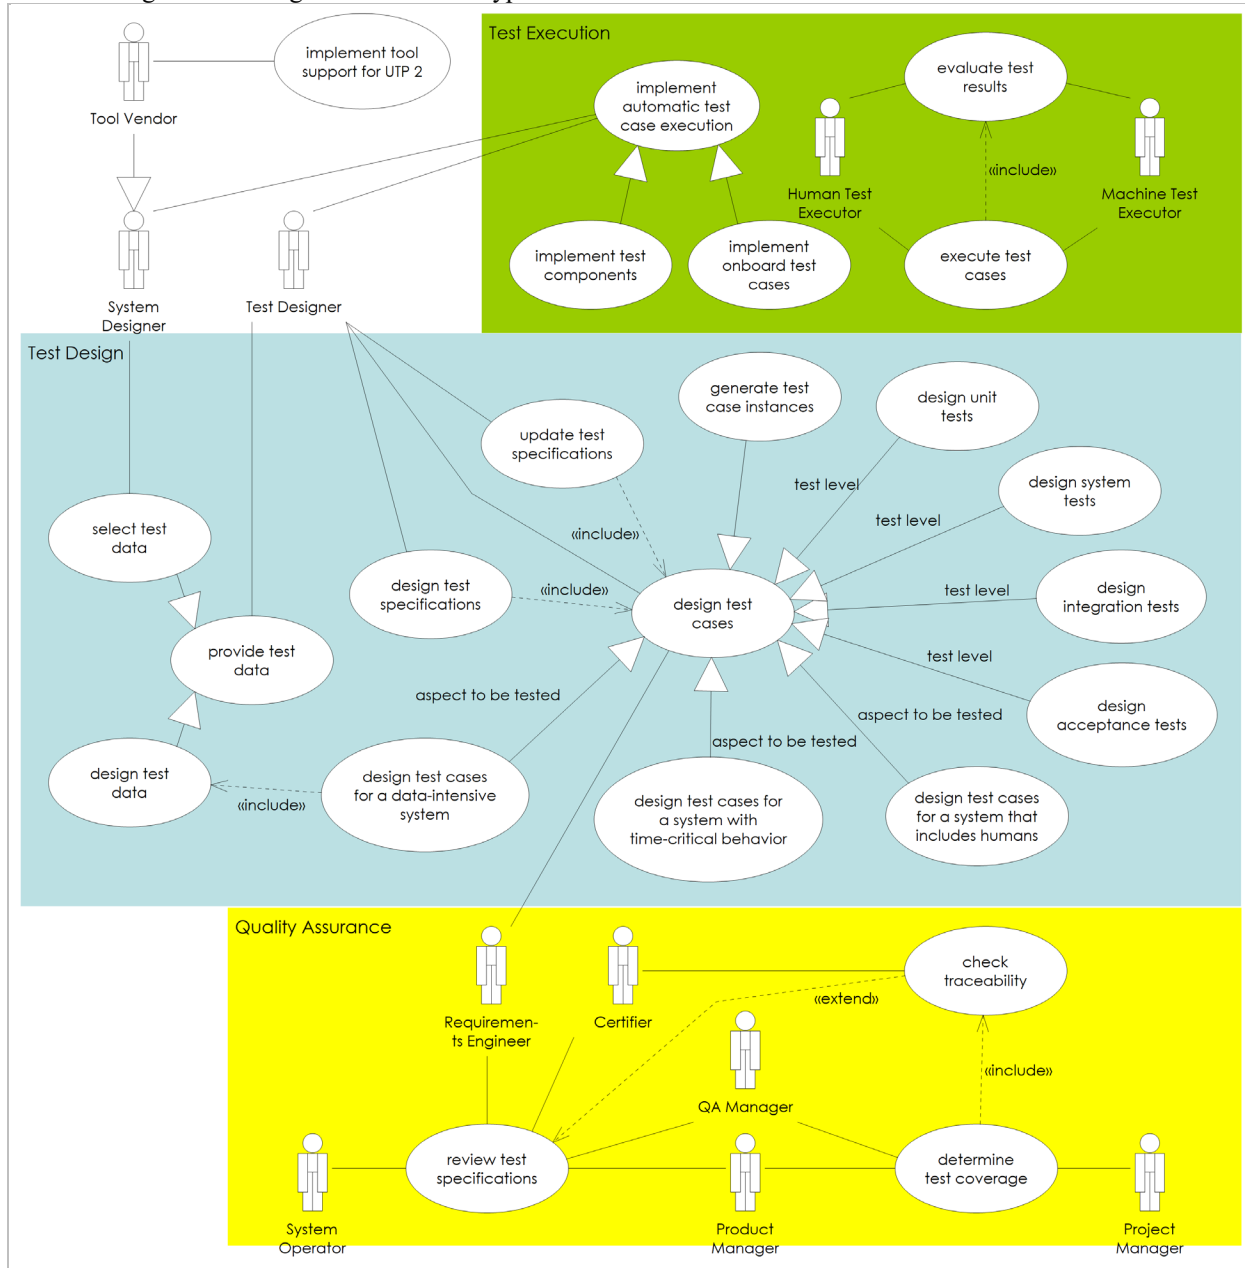 Test Execution
implement tool
support for UTP 2
implement
automatic test
case execution
evaluate test
results
Tool Vendor
«include»
Human Test
Executor
Machine Test
Executor
implement test
components
implement
onboard test
cases
execute test
cases
System
Designer
Test Designer
Test Design
generate test
case instances
design unit
tests
update test
specifications
test level
design system
tests
select test
data
«include»
test level
design test
specifications
«include»
design test
cases
test level
design
integration tests
provide test
data
test level
aspect to be tested
design
acceptance tests
aspect to be tested
aspect to be tested
design test
data
«include»
design test cases
for a data-intensive
system
design test cases for
a system with
time-critical behavior
design test cases
for a system that
includes humans
Quality Assurance
check
traceability
«extend»
Requiremen-
ts Engineer
Certifier
«include»
QA Manager
review test
specifications
determine
test coverage
System
Operator
Product
Manager
Project
Manager